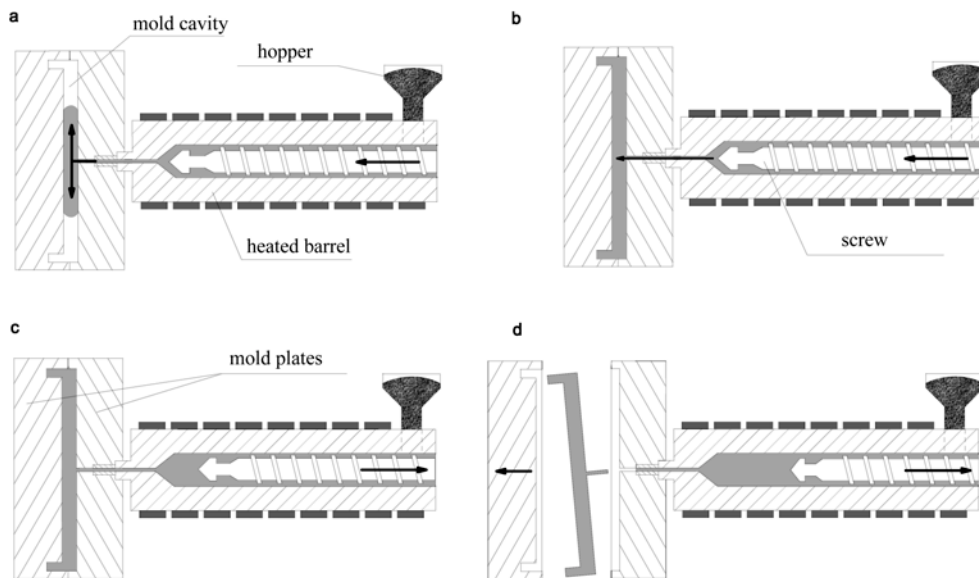 a
mold cavity
hopper
heated barrel
b
screw
c
mold plates
d